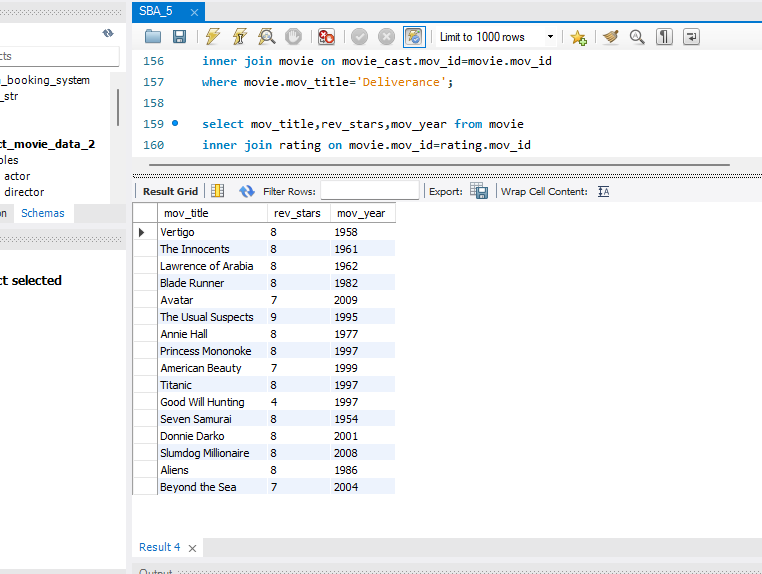 SBA_5
Limit to 1000 rows
cts
_booking_system
_str
ct_movie_data_2
oles
actor
director
on Schemas
ct selected
156 inner join movie on movie_cast.mov_id=movie.mov_id
157 where movie.mov_title='Deliverance';
158
159 select mov_title,rev_stars,mov_year from movie
160 inner join rating on movie.mov_id=rating.mov_id
Result Grid Filter Rows: Export: Wrap Cell Content: IA
mov_title rev_stars mov_year
Vertigo 8 1958
The Innocents 8 1961
Lawrence of Arabia 8 1962
Blade Runner 8 1982
Avatar 7 2009
The Usual Suspects 9 1995
Annie Hall 8 1977
Princess Mononoke 8 1997
American Beauty 7 1999
Titanic 8 1997
Good Will Hunting 4 1997
Seven Samurai 8 1954
Donnie Darko 8 2001
Slumdog Millionaire 8 2008
Aliens 8 1986
Beyond the Sea 7 2004
Result 4
Output